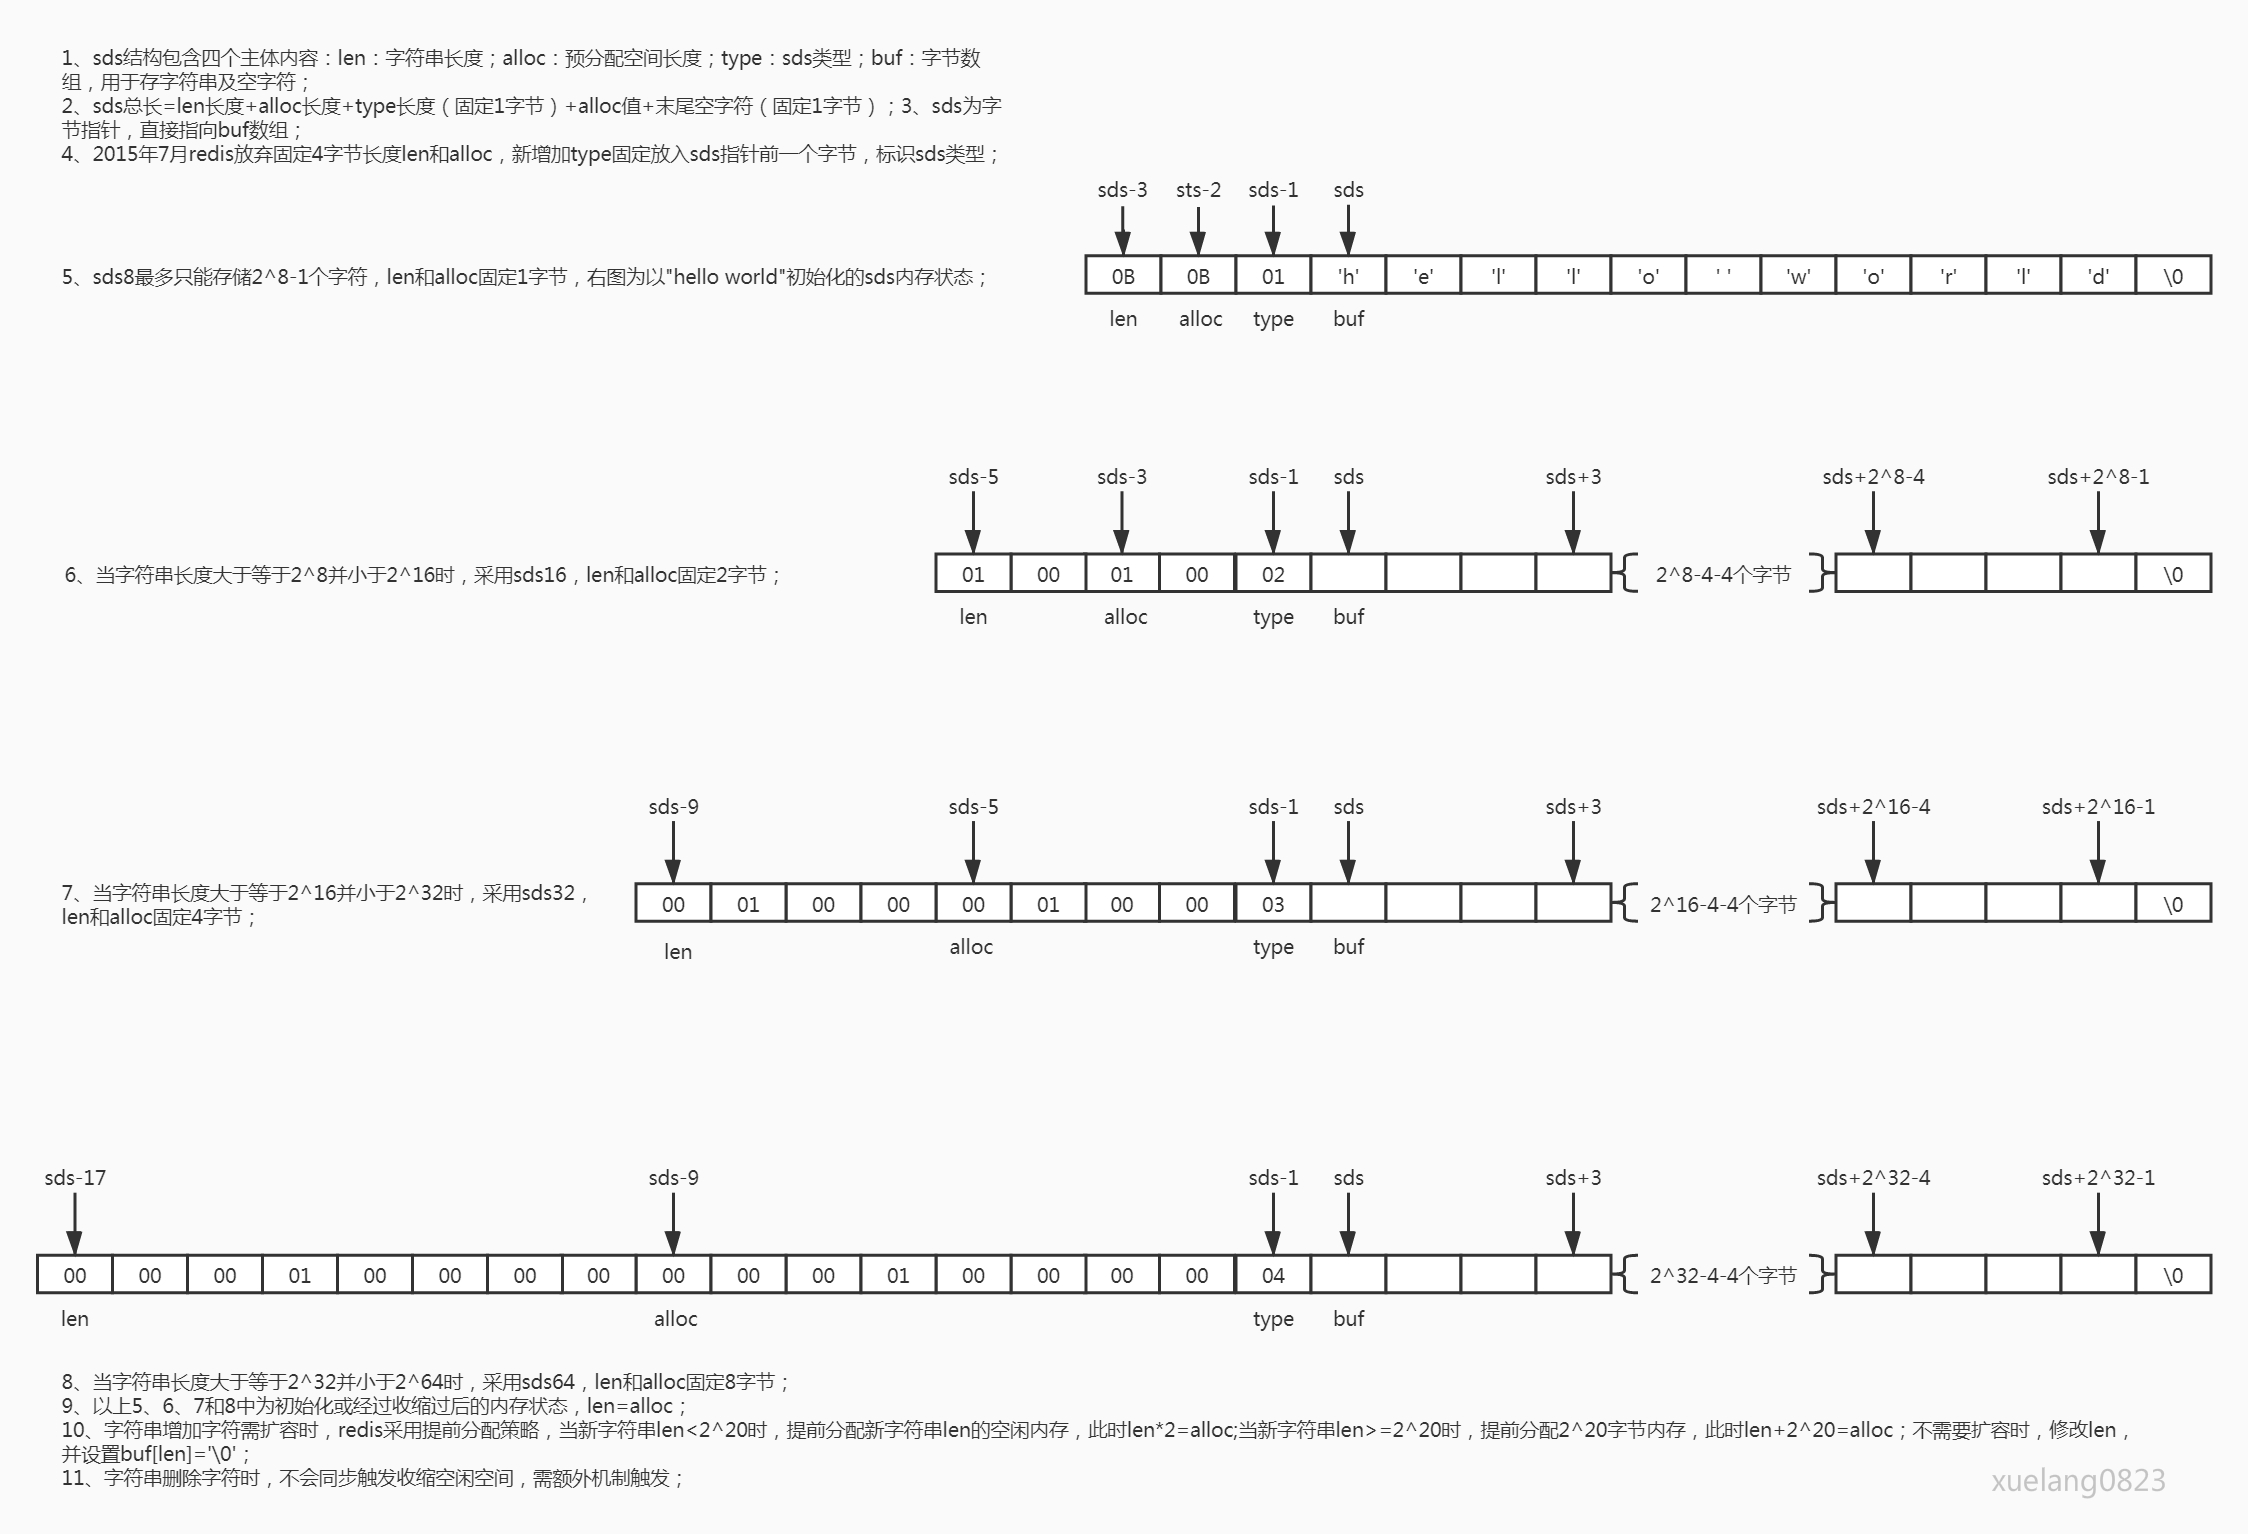 1、sds结构包含四个主体内容：len：字符串长度；alloc：预分配空间长度；type：sds类型；buf：字节数
组，用于存字符串及空字符；
2、sds总长=len长度+alloc长度+type长度（固定1字节）+alloc值+末尾空字符（固定1字节）；3、sds为字
节指针，直接指向buf数组；
4、2015年7月redis放弃固定4字节长度len和alloc，新增加type固定放入sds指针前一个字节，标识sds类型；
sds-3 sts-2 sds-1 sds
5、sds8最多只能存储2^8-1个字符，len和alloc固定1字节，右图为以"hello world"初始化的sds内存状态；
0B 0B 01 'h' 'e' 'l' 'l' 'o' ' ' 'w' 'o' 'r' 'l' 'd' \0
len alloc type buf
sds-5 sds-3 sds-1 sds sds+3 sds+2^8-4 sds+2^8-1
6、当字符串长度大于等于2^8并小于2^16时，采用sds16，len和alloc固定2字节；
01 00 01 00 02 2^8-4-4个字节 \0
len alloc type buf
sds-9 sds-5 sds-1 sds sds+3 sds+2^16-4 sds+2^16-1
7、当字符串长度大于等于2^16并小于2^32时，采用sds32，
len和alloc固定4字节；
00 01 00 00 00 01 00 00 03 2^16-4-4个字节 \0
len alloc type buf
sds-17 sds-9 sds-1 sds sds+3 sds+2^32-4 sds+2^32-1
00 00 00 01 00 00 00 00 00 00 00 01 00 00 00 00 04 2^32-4-4个字节 \0
len alloc type buf
8、当字符串长度大于等于2^32并小于2^64时，采用sds64，len和alloc固定8字节；
9、以上5、6、7和8中为初始化或经过收缩过后的内存状态，len=alloc；
10、字符串增加字符需扩容时，redis采用提前分配策略，当新字符串len<2^20时，提前分配新字符串len的空闲内存，此时len*2=alloc;当新字符串len>=2^20时，提前分配2^20字节内存，此时len+2^20=alloc；不需要扩容时，修改len，
并设置buf[len]='\0'；
11、字符串删除字符时，不会同步触发收缩空闲空间，需额外机制触发；
xuelang0823